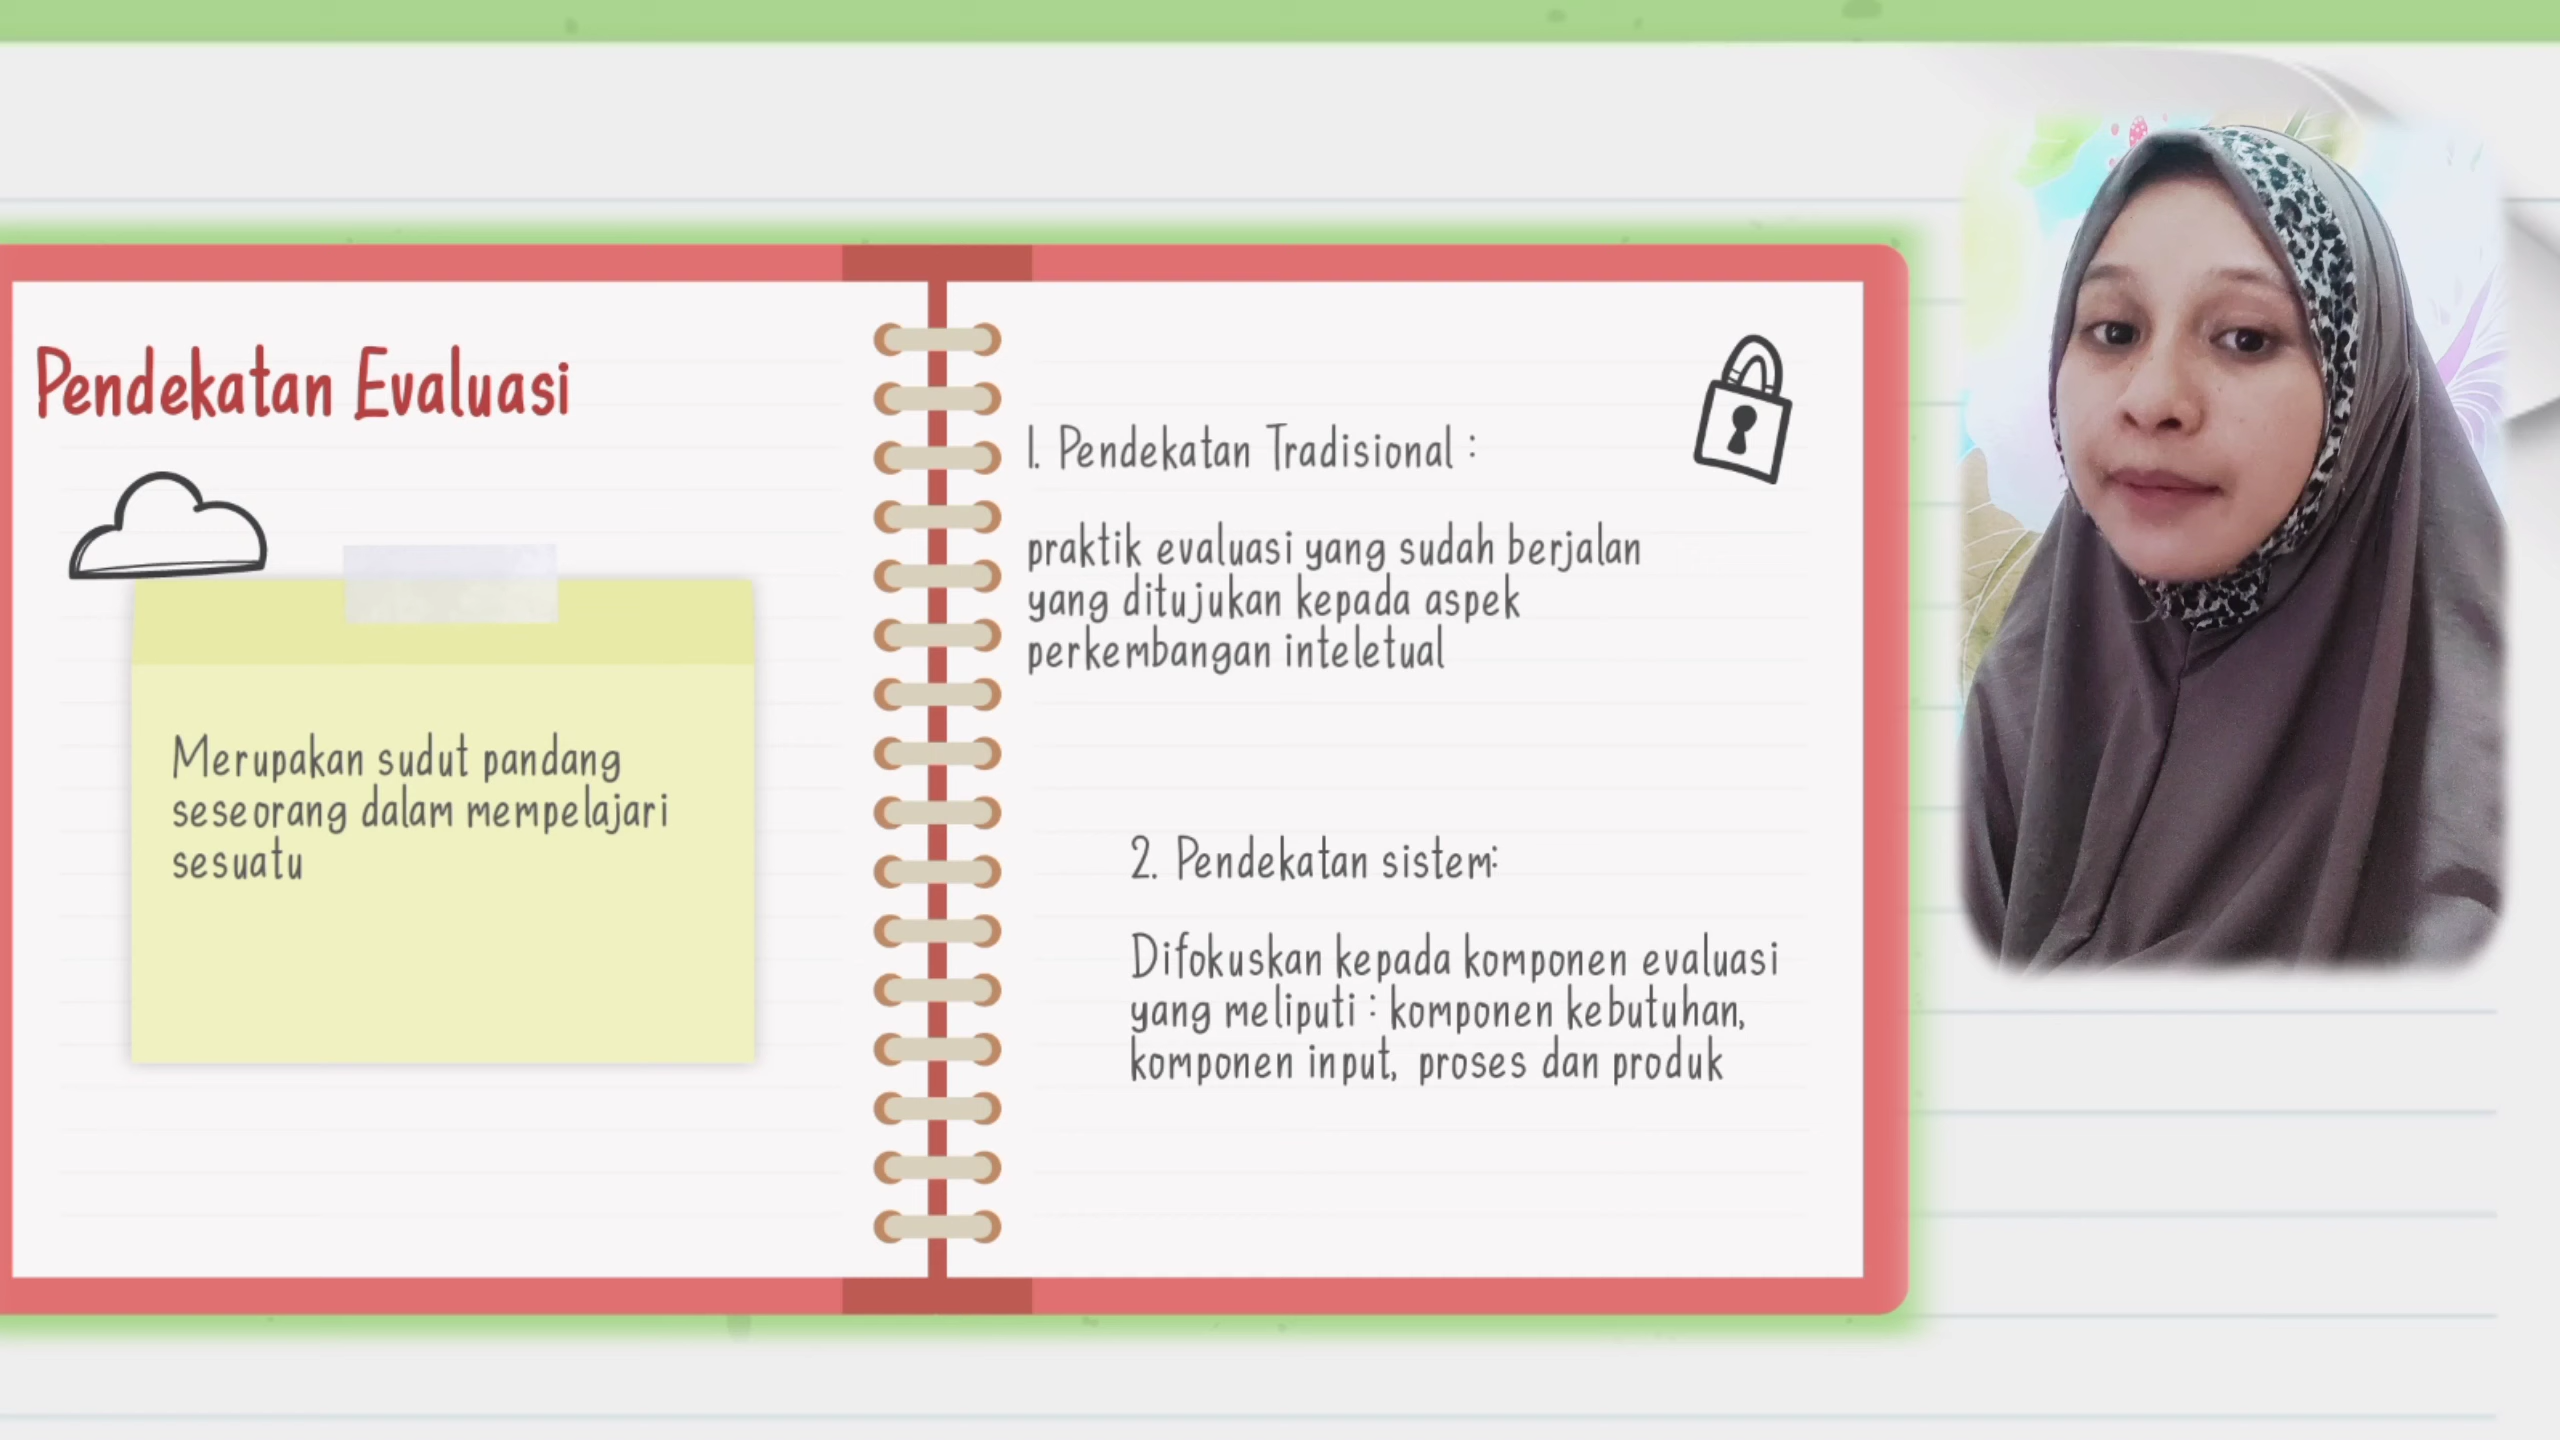 Pendekatan Evaluasi
Merupakan sudut pandang
seseorang dalam mempelajari
sesuatu
1. Pendekatan Tradisional :
praktik evaluasi yang sudah berjalan
yang ditujukan kepada aspek
perkembangan inteletual
2. Pendekatan sistem:
Difokuskan kepada komponen evaluasi
yang meliputi : komponen kebutuhan,
komponen input, proses dan produk